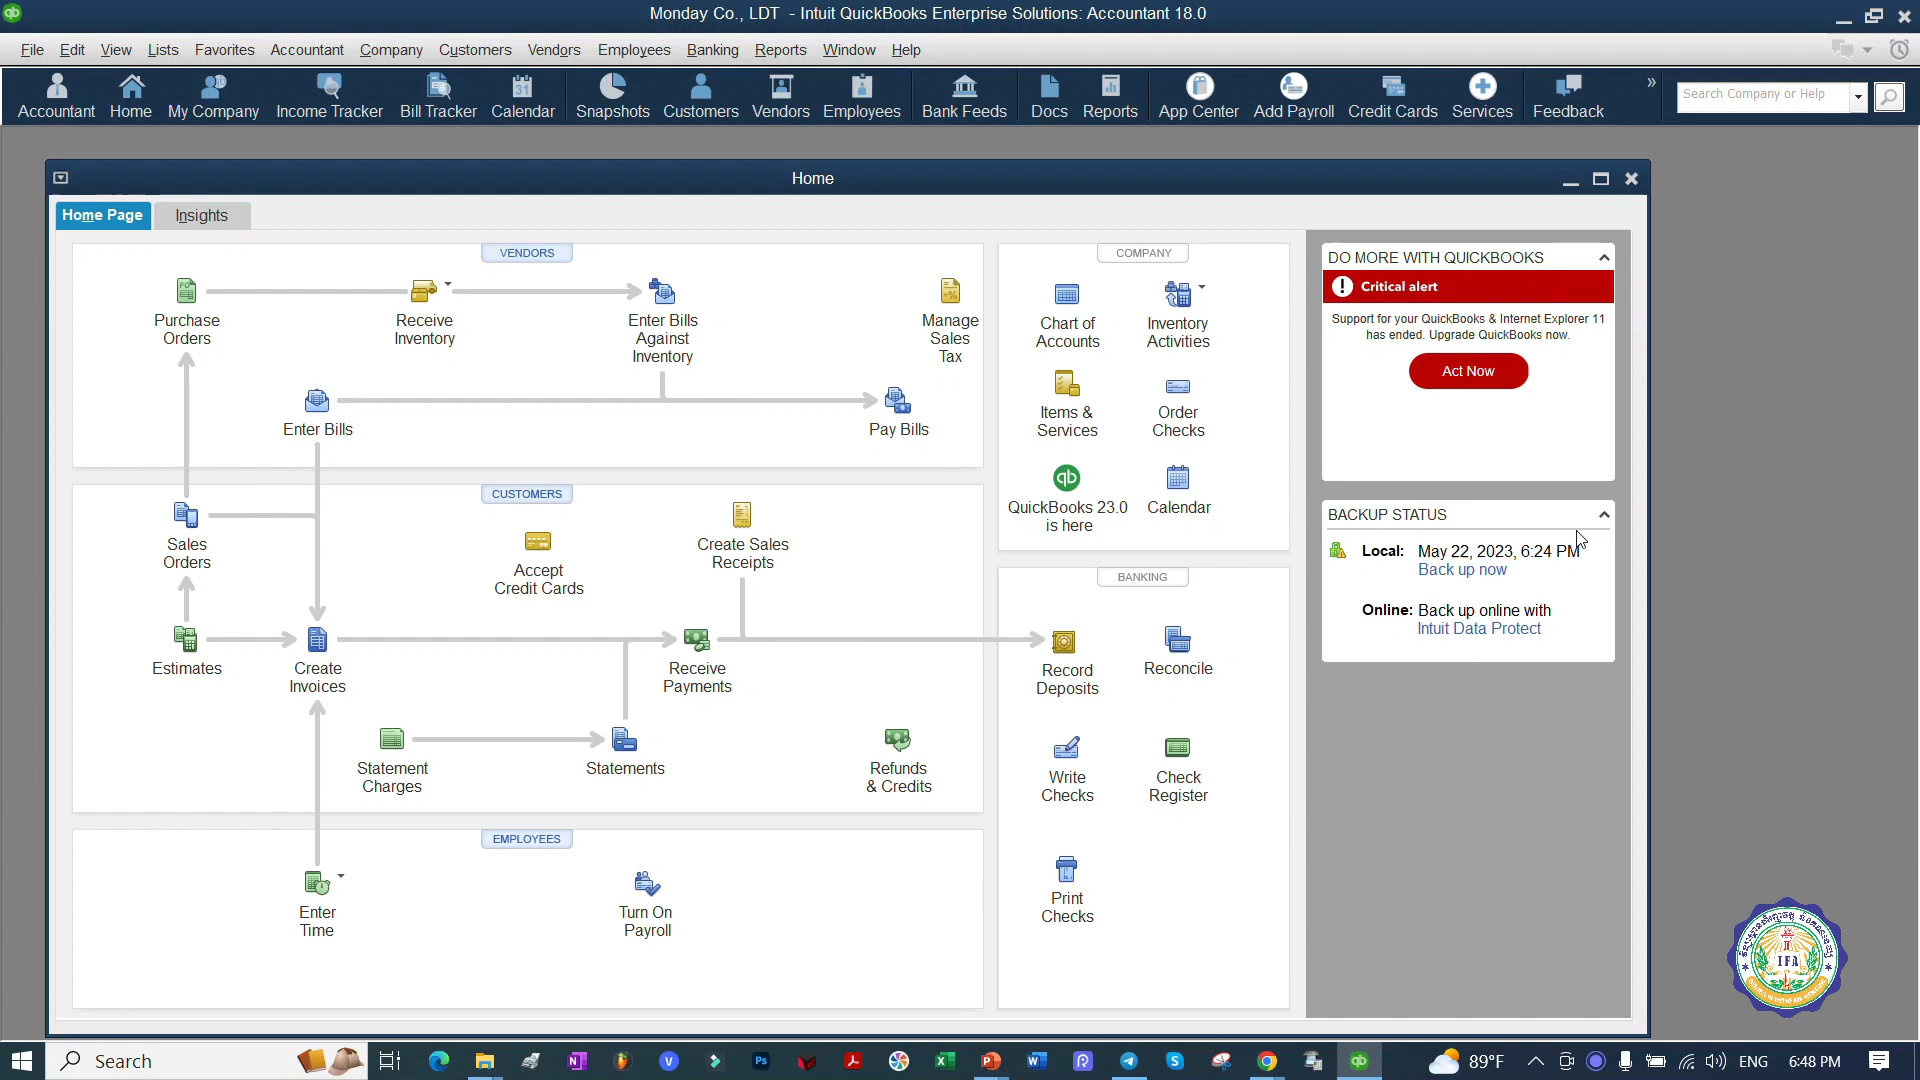 Monday Co., LDT - Intuit QuickBooks Enterprise Solutions: Accountant 18.0
File Edit View Lists Favorites Accountant Company Customers Vendors Employees Banking Reports Window Help
Accountant Home My Company Income Tracker Bill Tracker Calendar Snapshots Customers Vendors Employees Bank Feeds Docs Reports App Center Add Payroll Credit Cards Services Feedback
Search Company or Help
Home
Home Page Insights
VENDORS
Purchase
Orders
Receive
Inventory
Enter Bills
Against
Inventory
Manage
Sales
Tax
Enter Bills
Pay Bills
CUSTOMERS
Sales
Orders
Accept
Credit Cards
Create Sales
Receipts
Estimates
Create
Invoices
Receive
Payments
Statement
Charges
Statements
Refunds
& Credits
EMPLOYEES
Enter
Time
Turn On
Payroll
COMPANY
Chart of
Accounts
Inventory
Activities
Items &
Services
Order
Checks
QuickBooks 23.0
is here
Calendar
BANKING
Record
Deposits
Reconcile
Write
Checks
Check
Register
Print
Checks
DO MORE WITH QUICKBOOKS
Critical alert
Support for your QuickBooks & Internet Explorer 11
has ended. Upgrade QuickBooks now.
Act Now
BACKUP STATUS
Local: May 22, 2023, 6:24 PM
Back up now
Online: Back up online with
Intuit Data Protect
IFA
Search
89°F
ENG
6:48 PM